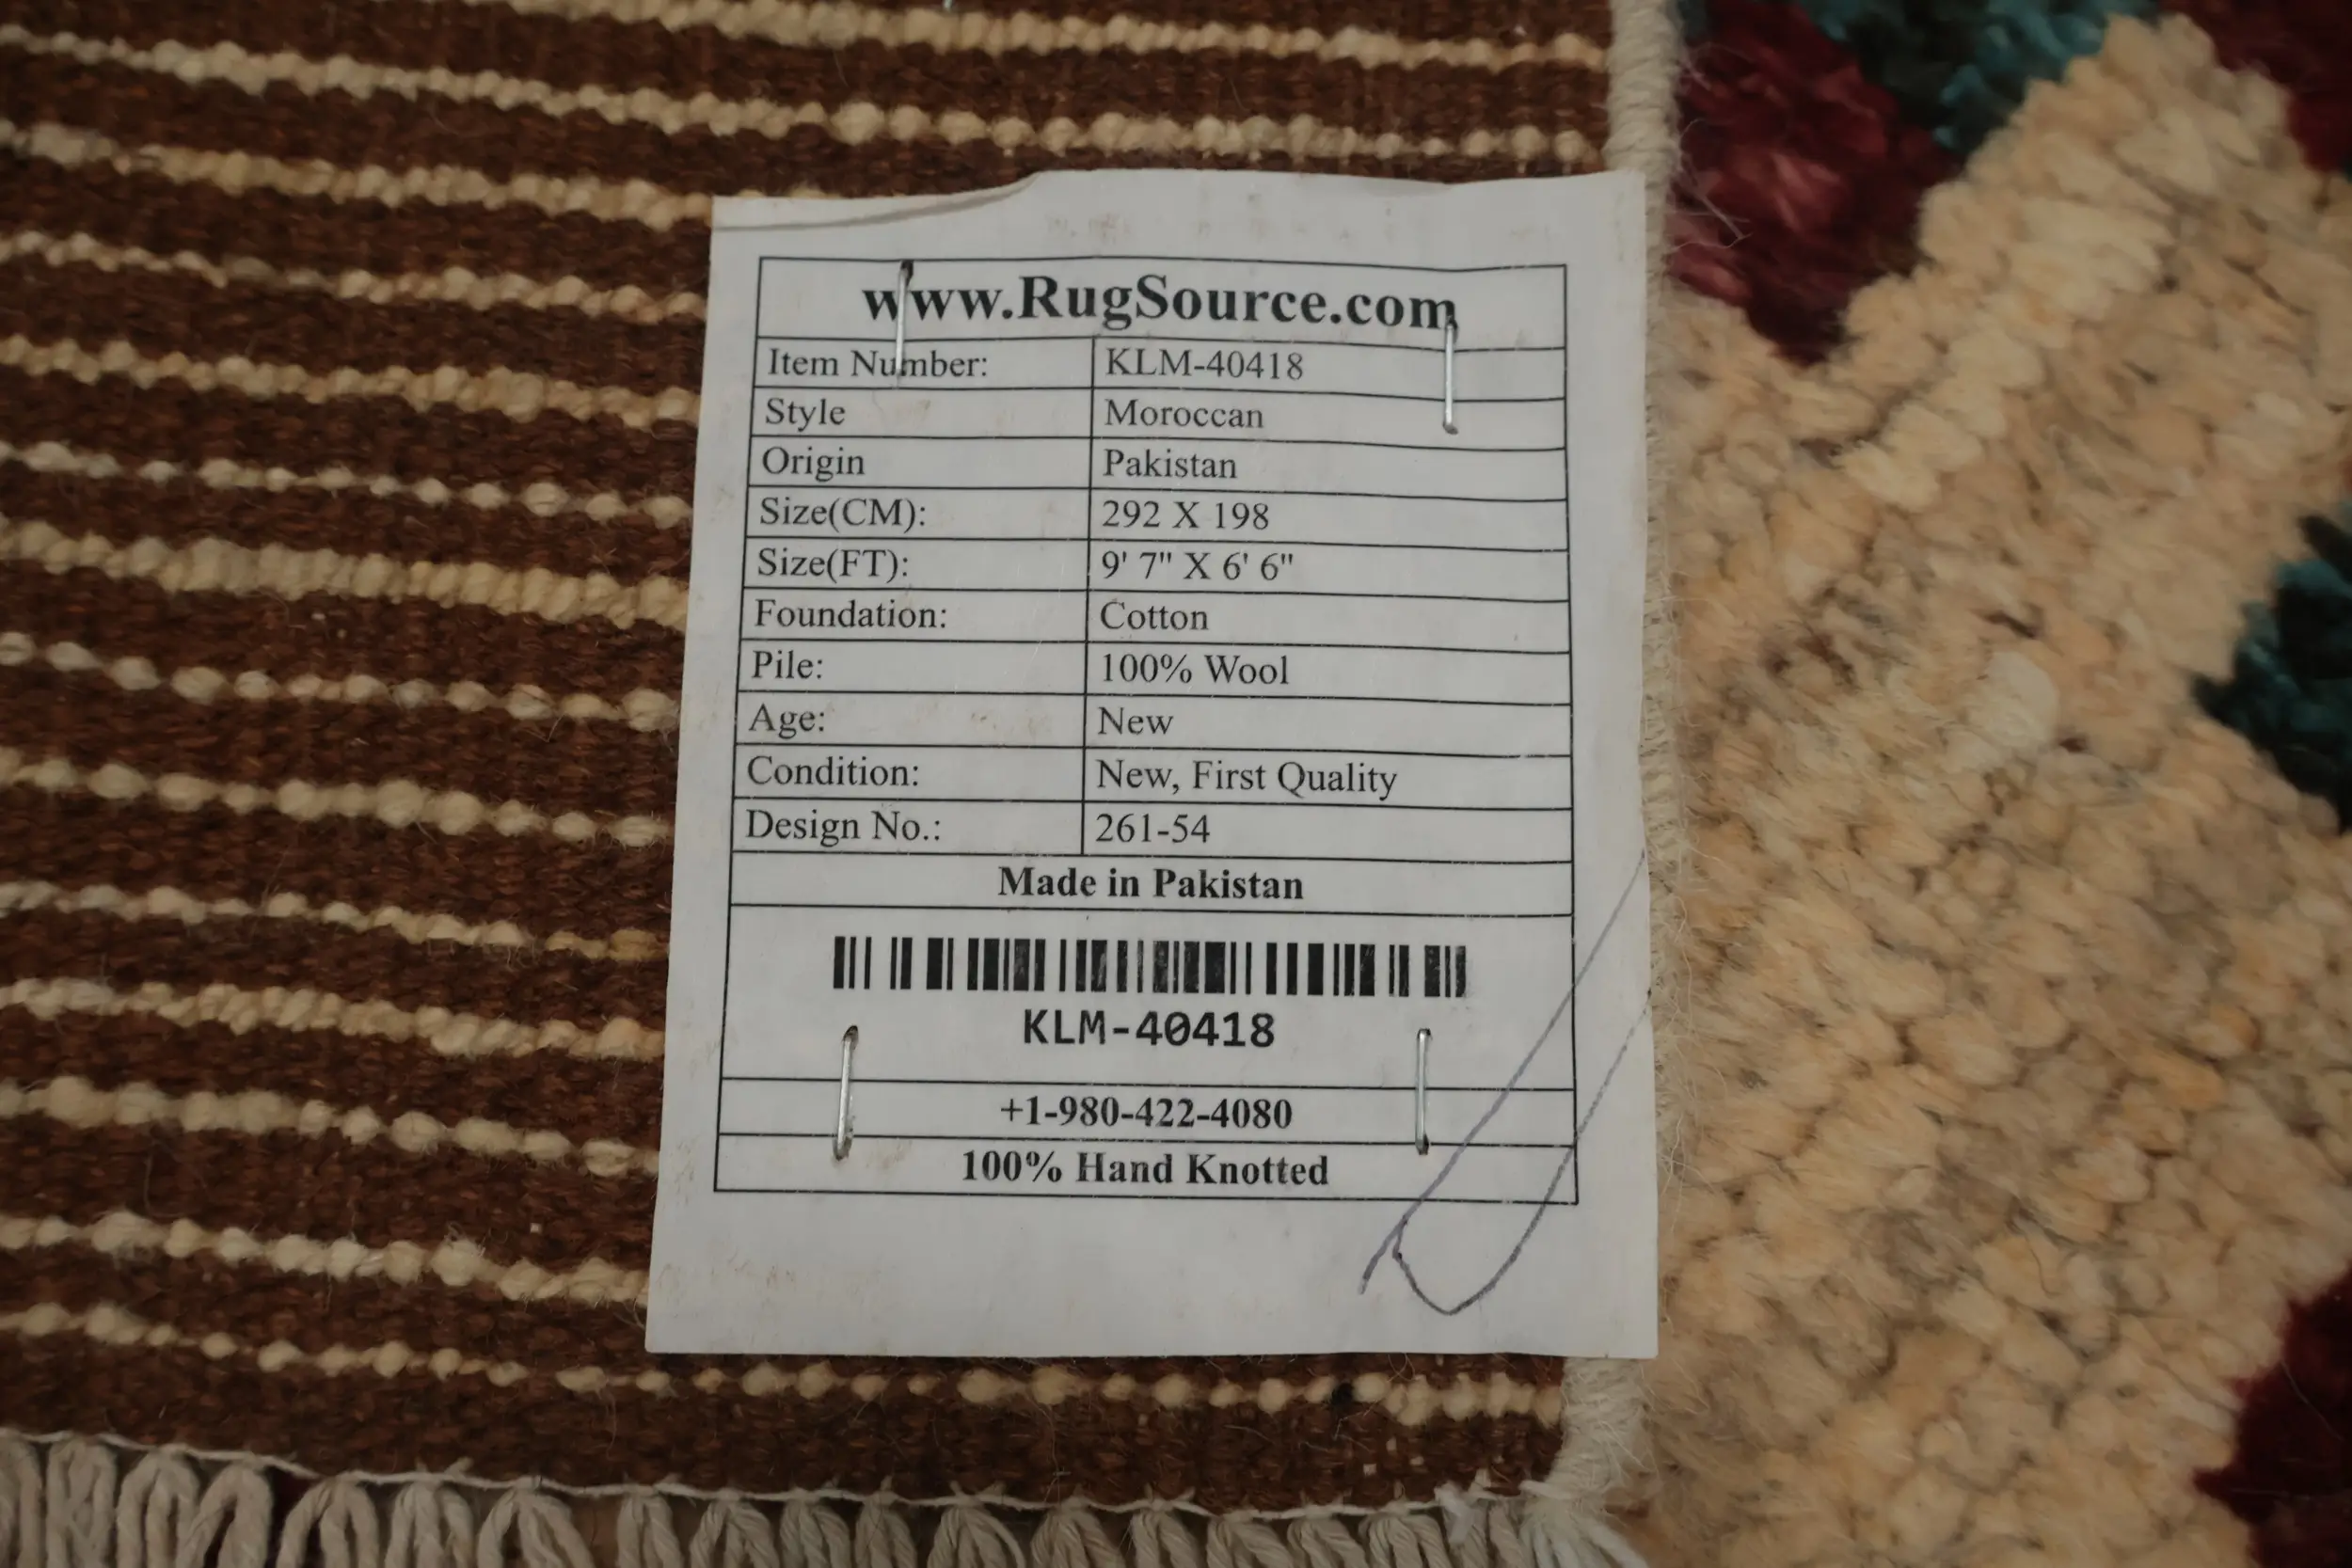 www.RugSource.com
Item Number: KLM-40418
Style Moroccan
Origin Pakistan
Size(CM): 292 X 198
Size(FT): 9' 7" X 6' 6"
Foundation: Cotton
Pile: 100% Wool
Age: New
Condition: New, First Quality
Design No.: 261-54
Made in Pakistan
KLM-40418
+1-980-422-4080
100% Hand Knotted